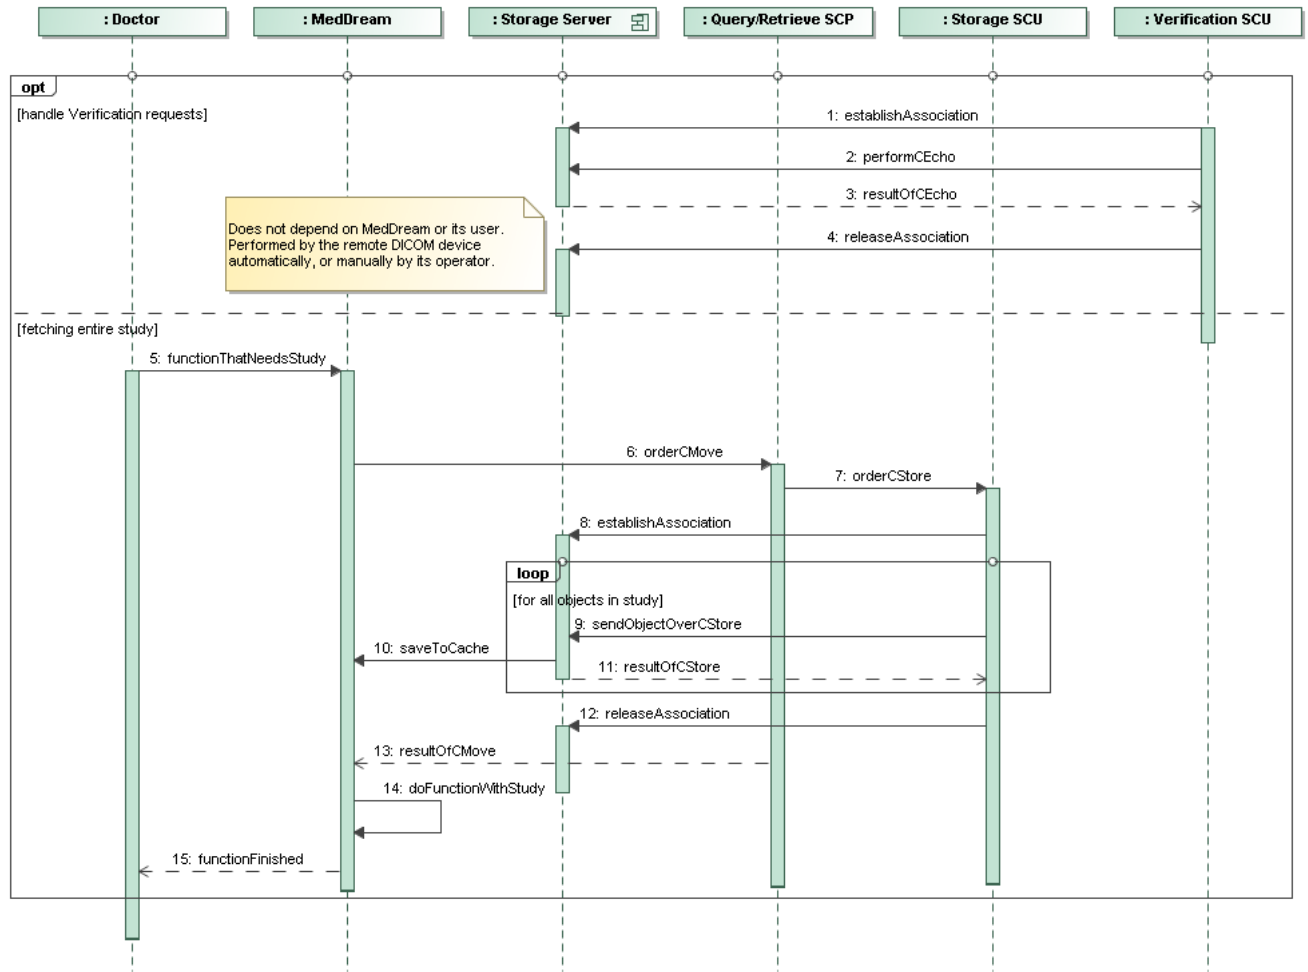 : Doctor
: MedDream
: Storage Server
: Query/Retrieve SCP
: Storage SCU
: Verification SCU
opt
[handle Verification requests]
1: establishAssociation
2: performCEcho
3: resultOfCEcho
Does not depend on MedDream or its user.
Performed by the remote DICOM device
automatically, or manually by its operator.
4: releaseAssociation
[fetching entire study]
5: functionThatNeedsStudy
6: orderCMove
7: orderCStore
8: establishAssociation
loop
[for all objects in study]
9: sendObjectOverCStore
10: saveToCache
11: resultOfCStore
12: releaseAssociation
13: resultOfCMove
14: doFunctionWithStudy
15: functionFinished